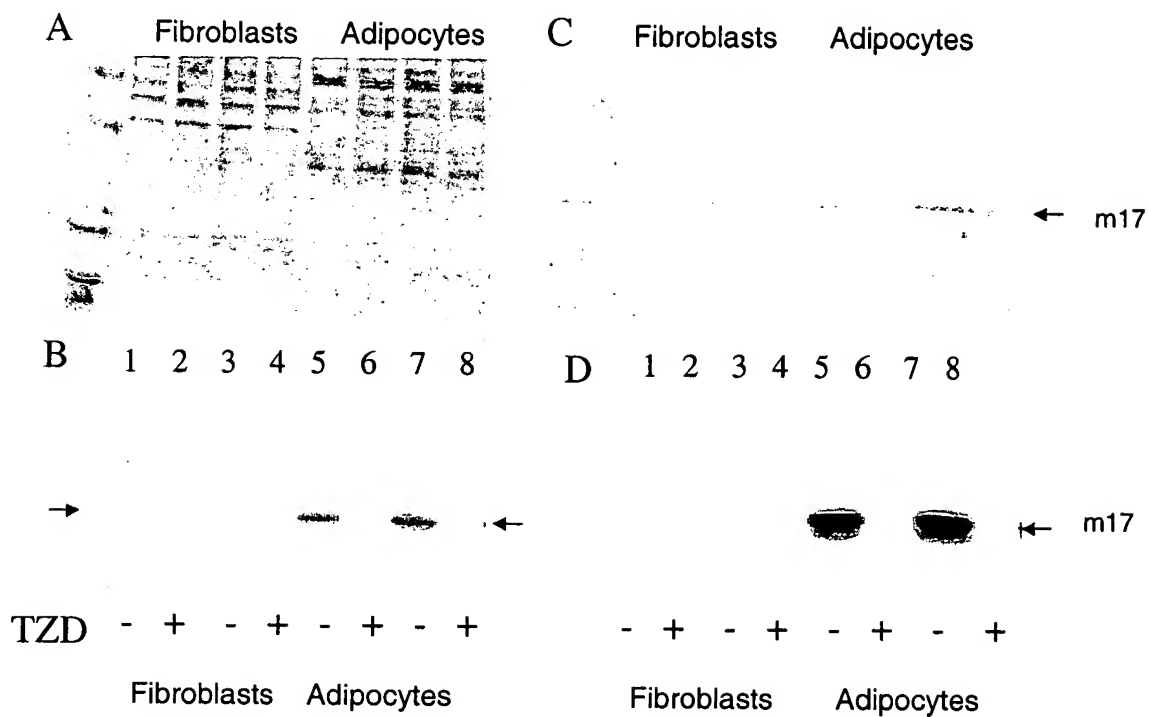 A Fibroblasts Adipocytes
C Fibroblasts Adipocytes
m17
B 1 2 3 4 5 6 7 8
D 1 2 3 4 5 6 7 8
m17
TZD - + - + - + - +
- + - + - + - +
Fibroblasts Adipocytes
Fibroblasts Adipocytes